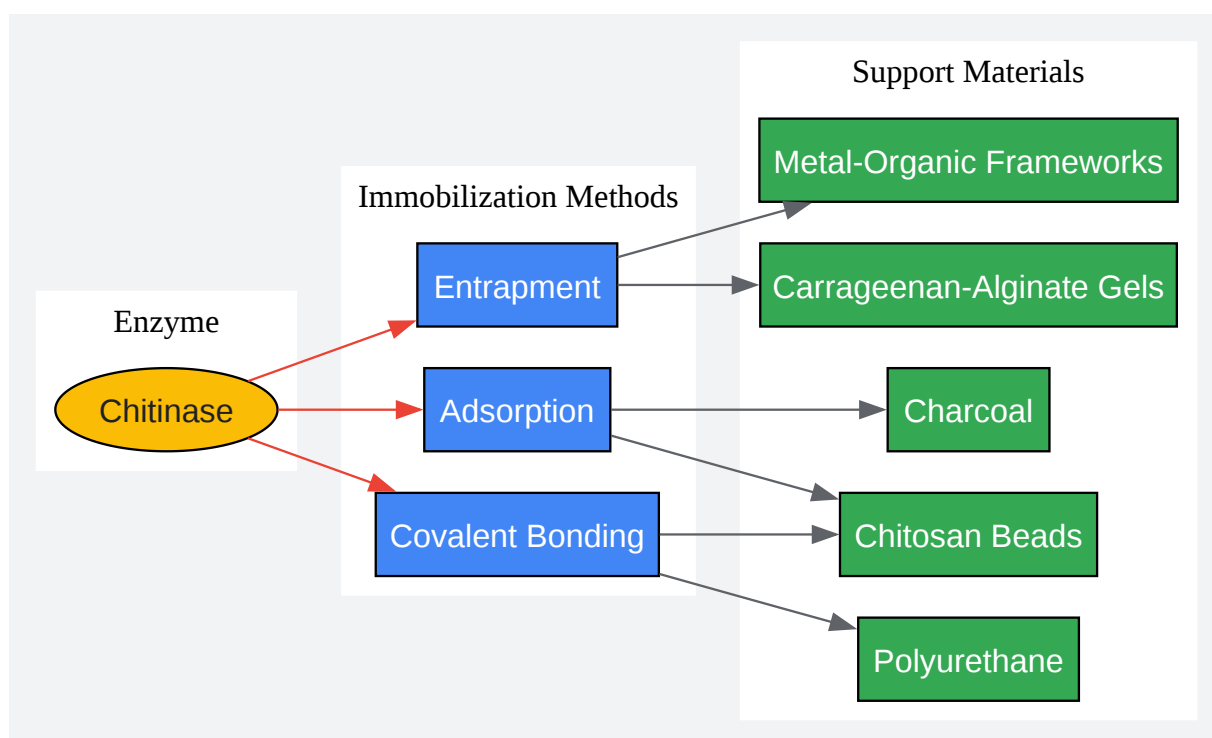 Enzyme
Chitinase
Immobilization Methods
Entrapment
Adsorption
Covalent Bonding
Support Materials
Metal-Organic Frameworks
Carrageenan-Alginate Gels
Charcoal
Chitosan Beads
Polyurethane